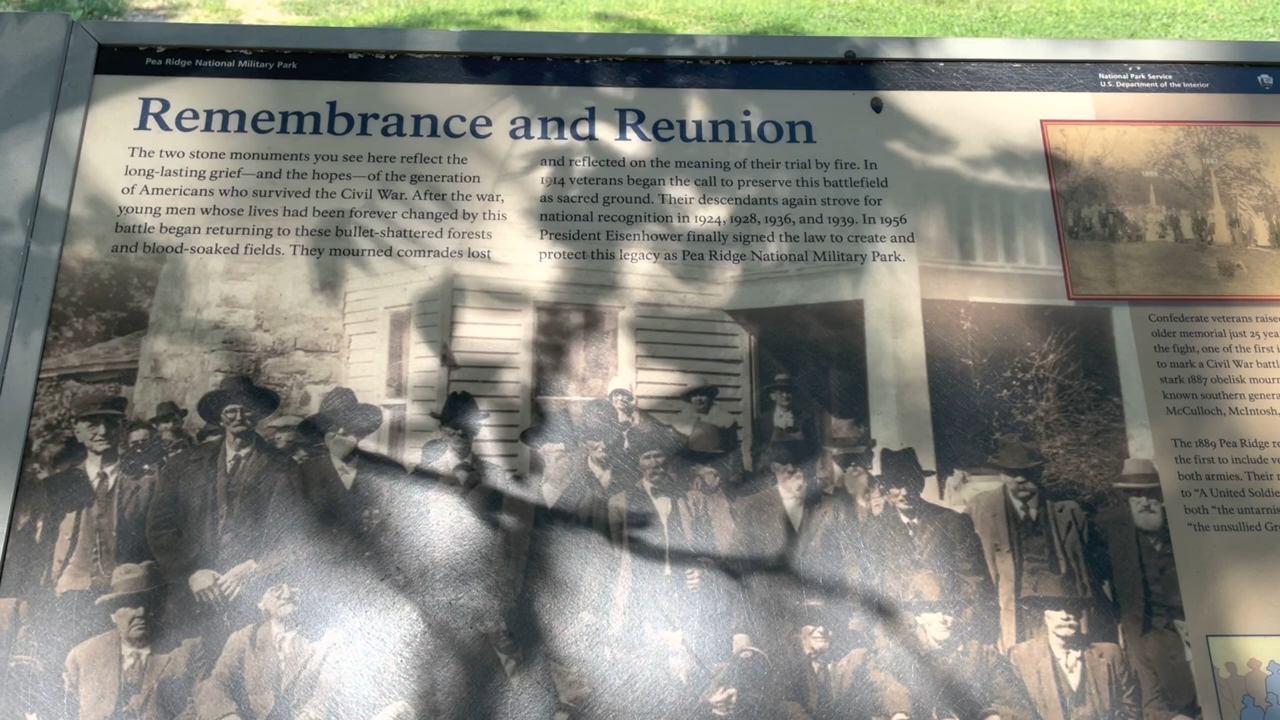 Pea Ridge National Military Park
National Park Service
U.S. Department of the Interior
Remembrance and Reunion
The two stone monuments you see here reflect the
long-lasting grief—and the hopes—of the generation
of Americans who survived the Civil War. After the war,
young men whose lives had been forever changed by this
battle began returning to these bullet-shattered forests
and blood-soaked fields. They mourned comrades lost
and reflected on the meaning of their trial by fire. In
1914 veterans began the call to preserve this battlefield
as sacred ground. Their descendants again strove for
national recognition in 1924, 1928, 1936, and 1939. In 1956
President Eisenhower finally signed the law to create and
protect this legacy as Pea Ridge National Military Park.
1889
1887
Confederate veterans raise
older memorial just 25 yea
the fight, one of the first i
to mark a Civil War battl
stark 1887 obelisk mour
known southern genera
McCulloch, McIntosh,
The 1889 Pea Ridge re
the first to include ve
both armies. Their
to "A United Soldie
both "the untarnis
"the unsullied Gr